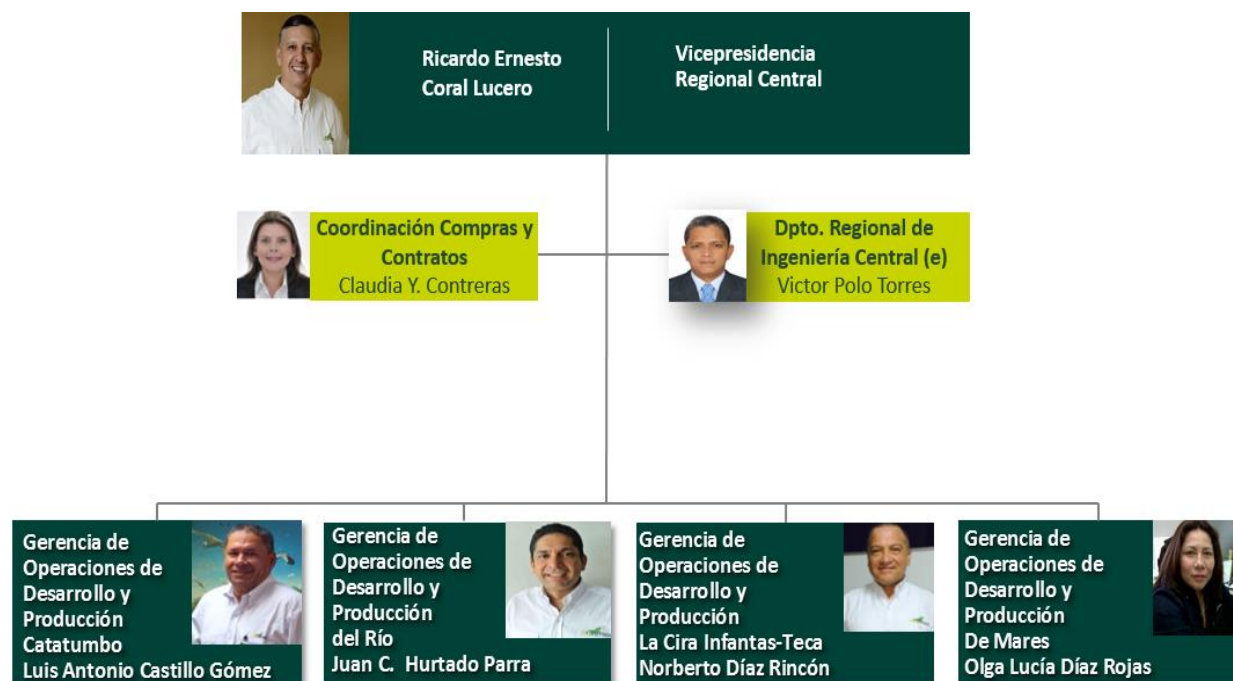 Ricardo Ernesto
Coral Lucero
Vicepresidencia
Regional Central
Coordinación Compras y
Contratos
Claudia Y. Contreras
Dpto. Regional de
Ingeniería Central (e)
Victor Polo Torres
Gerencia de
Operaciones de
Desarrollo y
Producción
Catatumbo
Luis Antonio Castillo Gómez
Gerencia de
Operaciones de
Desarrollo y
Producción
del Río
Juan C. Hurtado Parra
Gerencia de
Operaciones de
Desarrollo y
Producción
La Cira Infantas-Teca
Norberto Díaz Rincón
Gerencia de
Operaciones de
Desarrollo y
Producción
De Mares
Olga Lucía Díaz Rojas